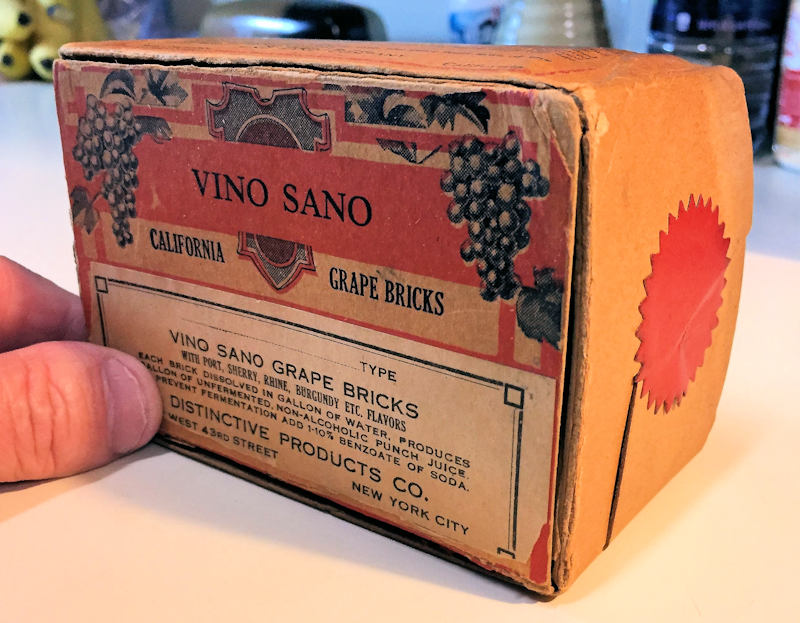 VINO SANO
CALIFORNIA
GRAPE BRICKS
TYPE
VINO SANO GRAPE BRICKS
WITH PORT, SHERRY, RHINE, BURGUNDY ETC. FLAVORS
EACH BRICK DISSOLVED IN GALLON OF WATER, PRODUCES
GALLON OF UNFERMENTED, NON-ALCOHOLIC PUNCH JUICE.
PREVENT FERMENTATION ADD 1-10% BENZOATE OF SODA.
DISTINCTIVE PRODUCTS CO.
WEST 43RD STREET
NEW YORK CITY